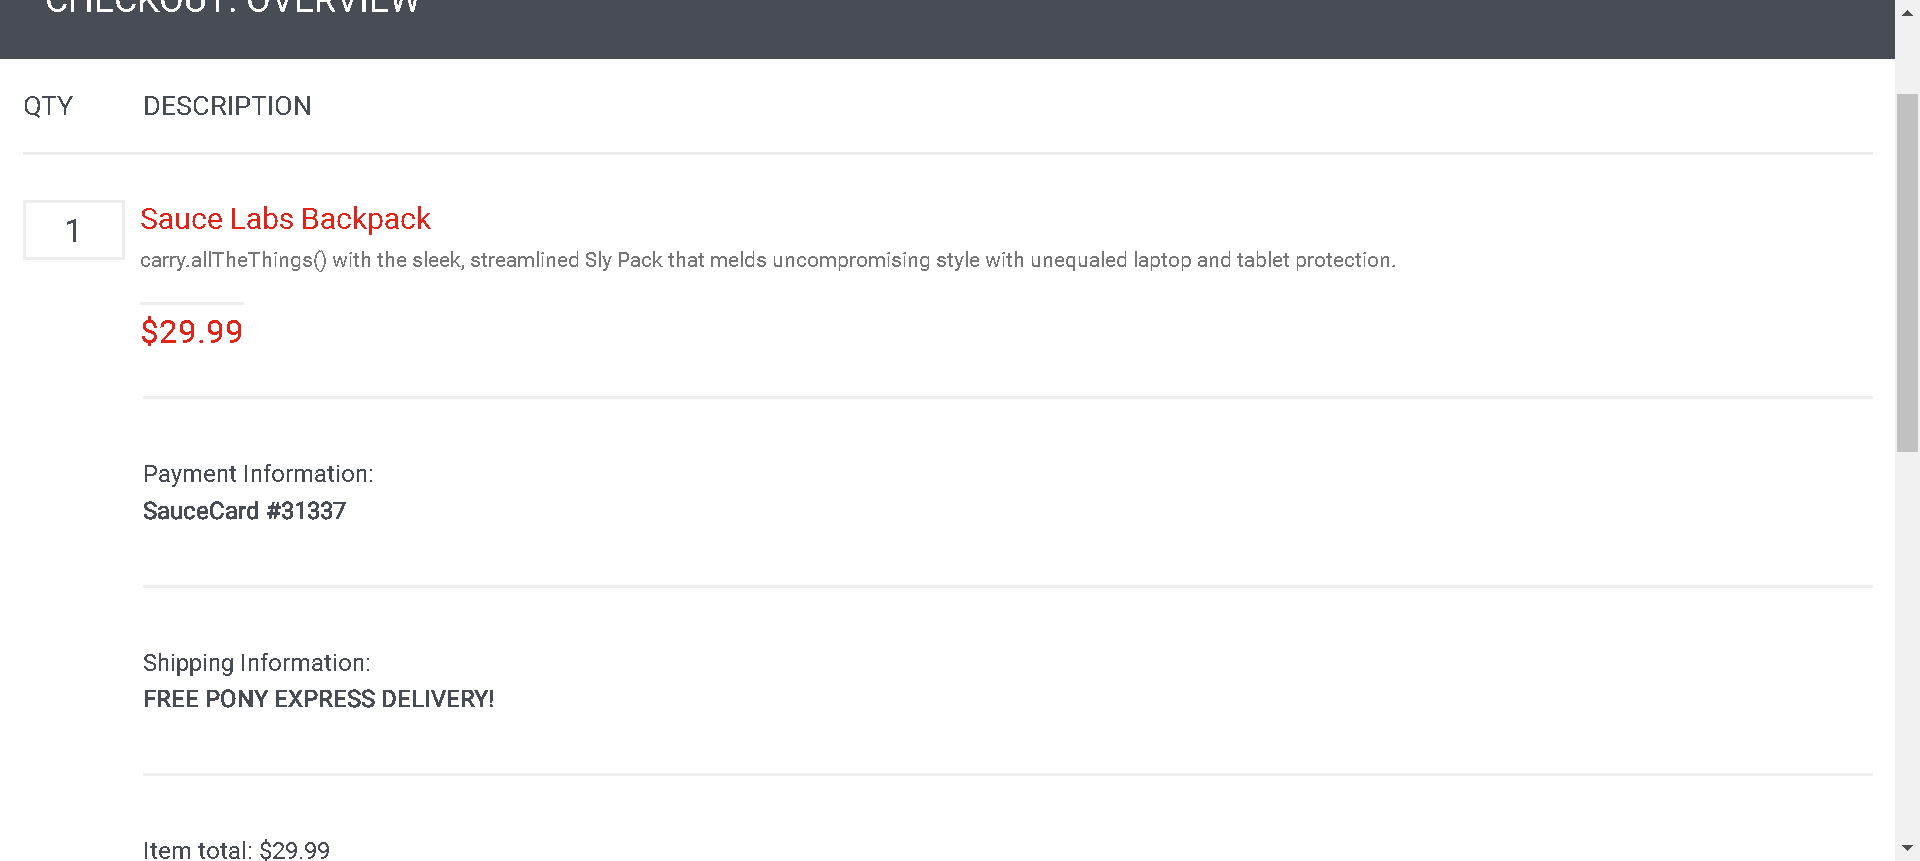 CHECKOUT: OVERVIEW
QTY DESCRIPTION
1 Sauce Labs Backpack
carry.allTheThings() with the sleek, streamlined Sly Pack that melds uncompromising style with unequaled laptop and tablet protection.
$29.99
Payment Information:
SauceCard #31337
Shipping Information:
FREE PONY EXPRESS DELIVERY!
Item total: $29.99